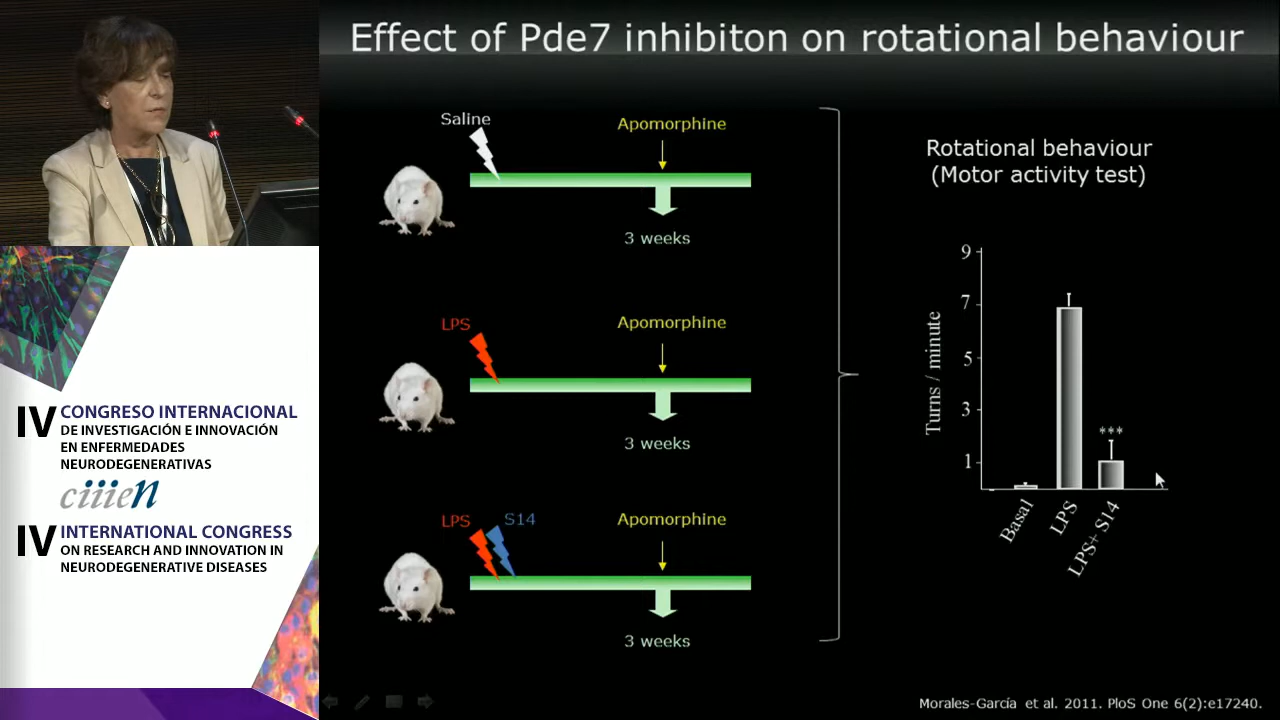 Effect of Pde7 inhibiton on rotational behaviour
Saline
Apomorphine
3 weeks
LPS
Apomorphine
3 weeks
LPS
S14
Apomorphine
3 weeks
Rotational behaviour
(Motor activity test)
9
7
5
3
1
Turns / minute
***
Basal
LPS
LPS+ S14
Morales-García et al. 2011. PloS One 6(2):e17240.
IV CONGRESO INTERNACIONAL
DE INVESTIGACIÓN E INNOVACIÓN
EN ENFERMEDADES
NEURODEGENERATIVAS
ciiien
IV INTERNATIONAL CONGRESS
ON RESEARCH AND INNOVATION IN
NEURODEGENERATIVE DISEASES